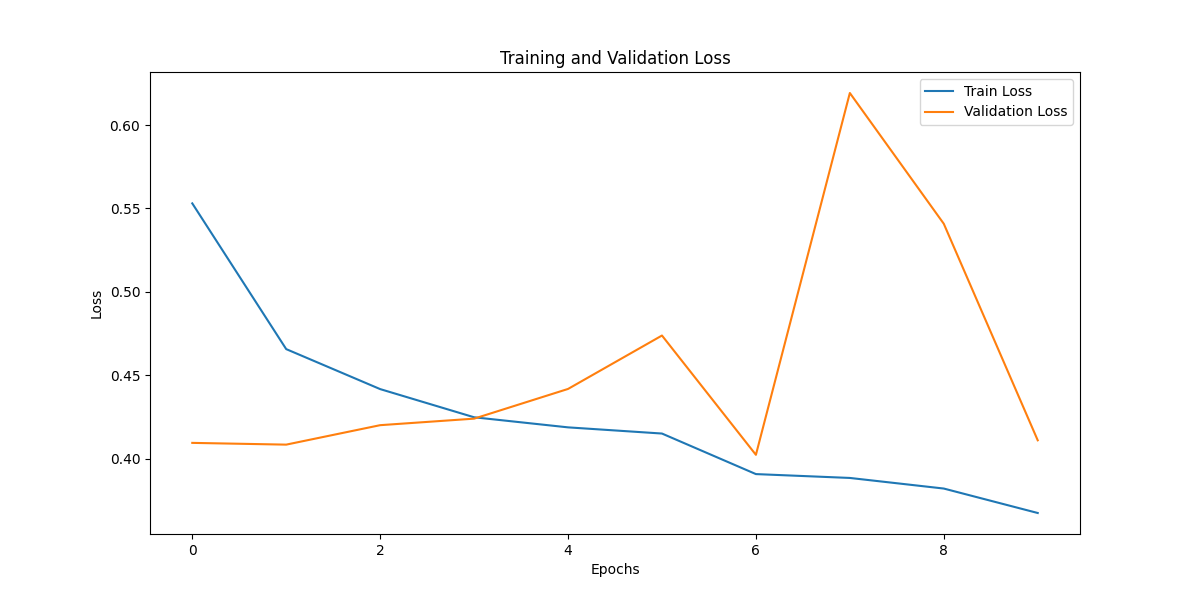 Training and Validation Loss
Train Loss
Validation Loss
0.60
0.55
0.50
0.45
0.40
Loss
0 2 4 6 8
Epochs